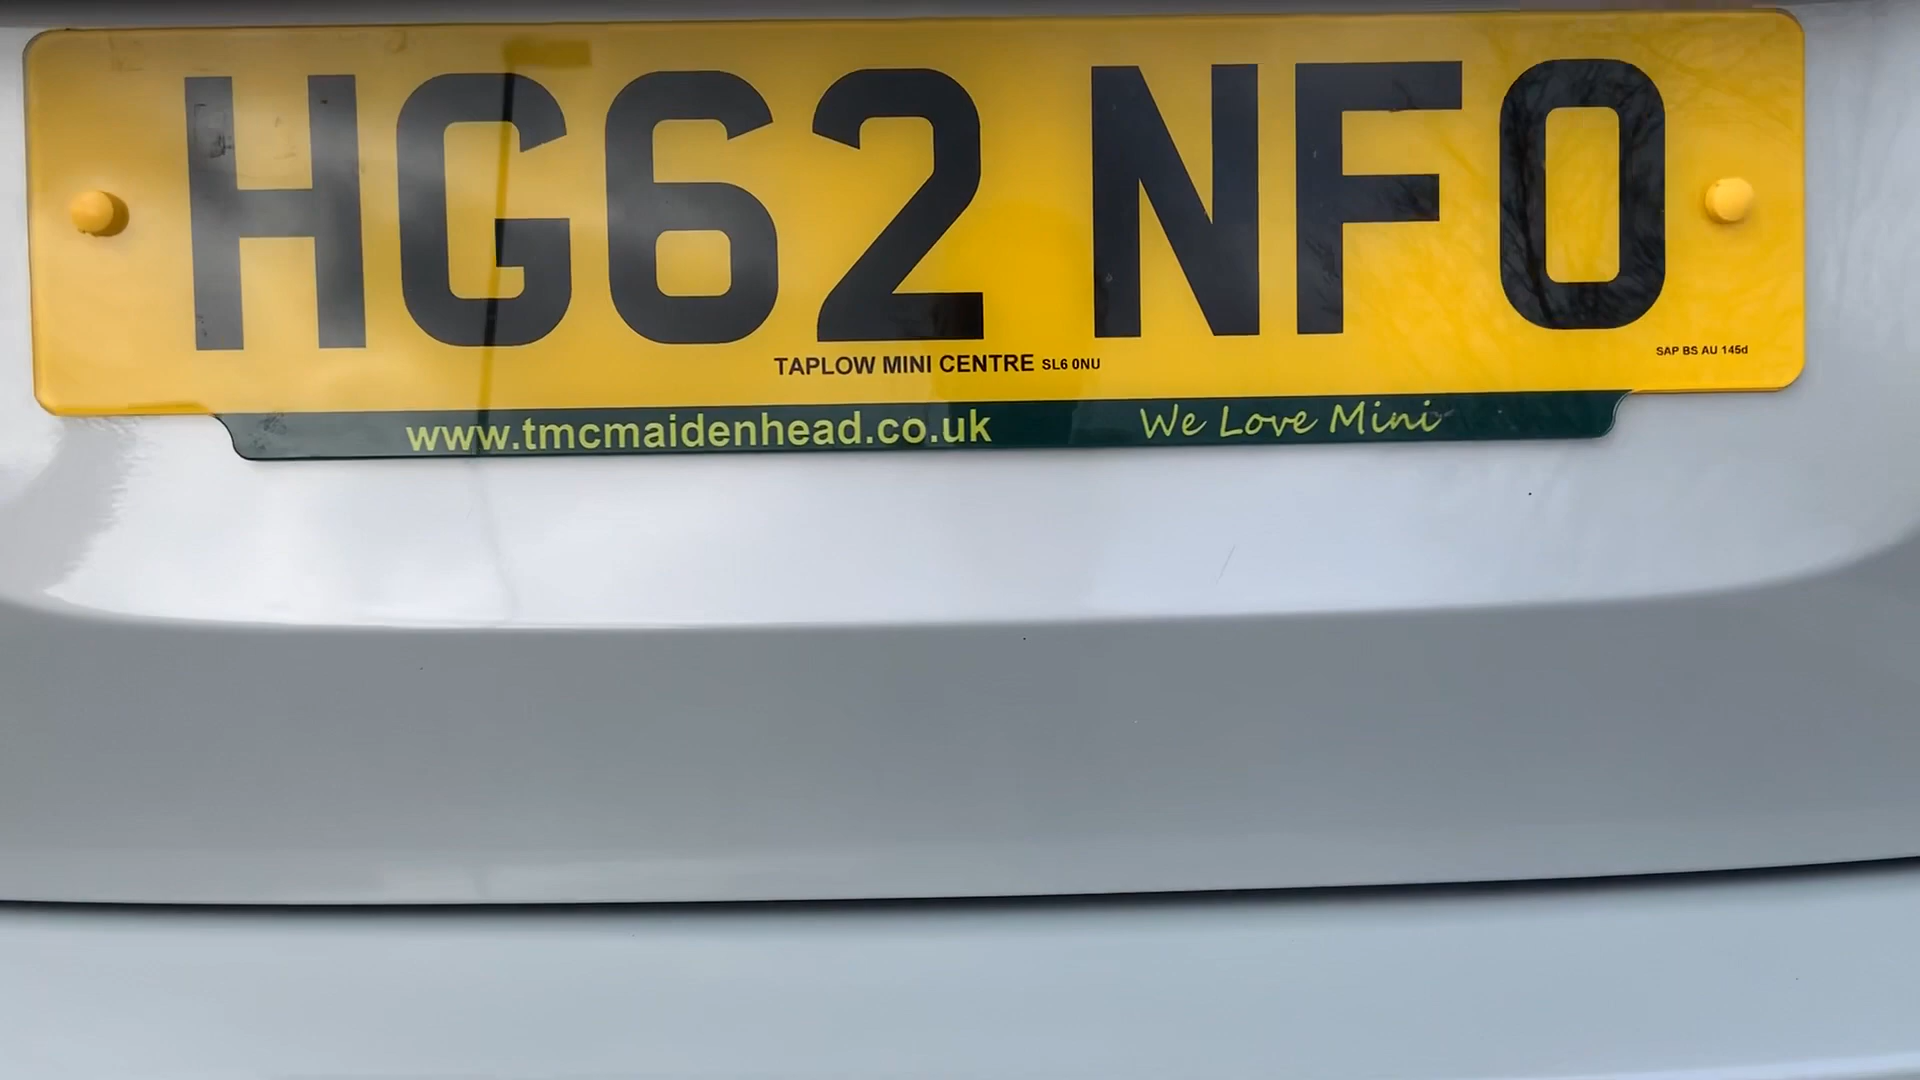 HG62 NFO
TAPLOW MINI CENTRE SL6 0NU
SAP BS AU 145d
www.tmcmaidenhead.co.uk We Love Mini